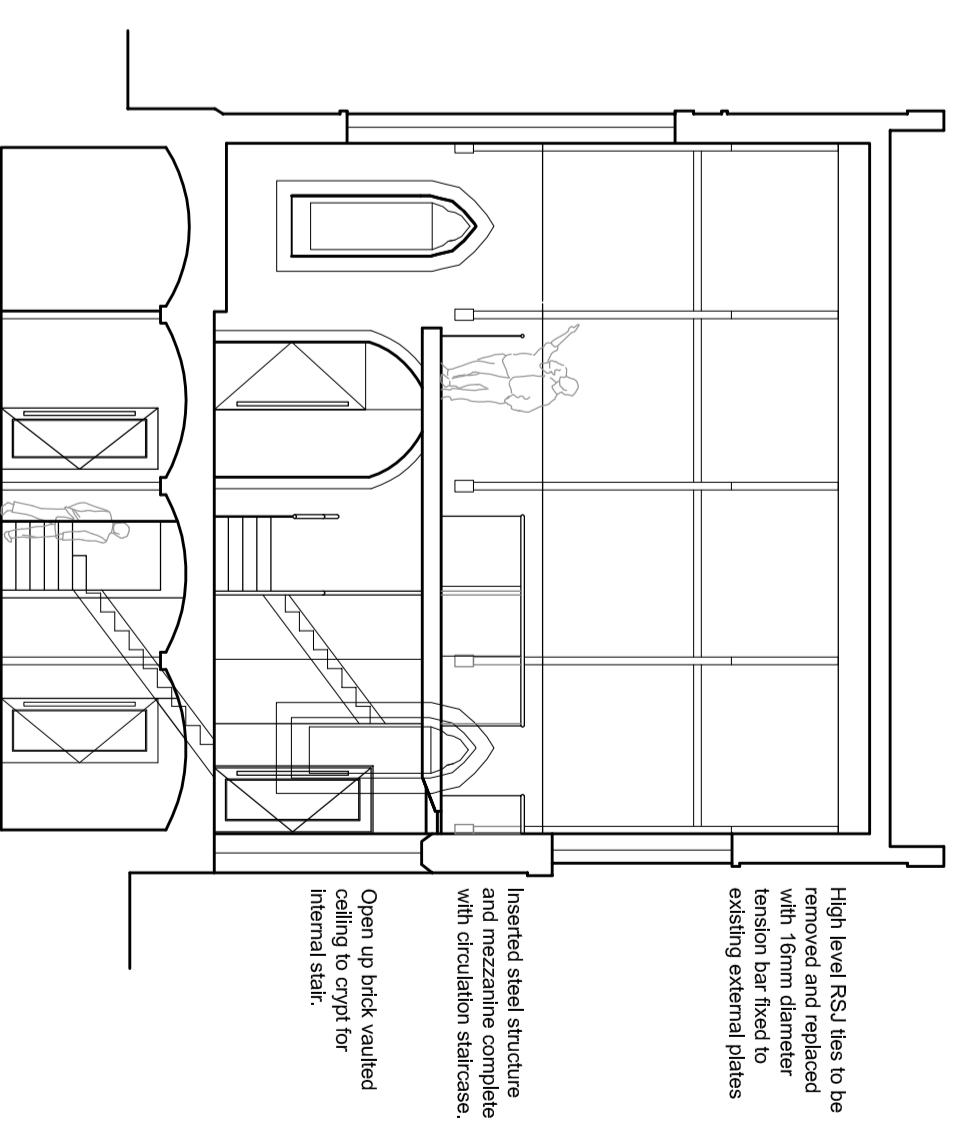 High level RSJ ties to be
removed and replaced
with 16mm diameter
tension bar fixed to
existing external plates
Inserted steel structure
and mezzanine complete
with circulation staircase.
Open up brick vaulted
ceiling to crypt for
internal stair.